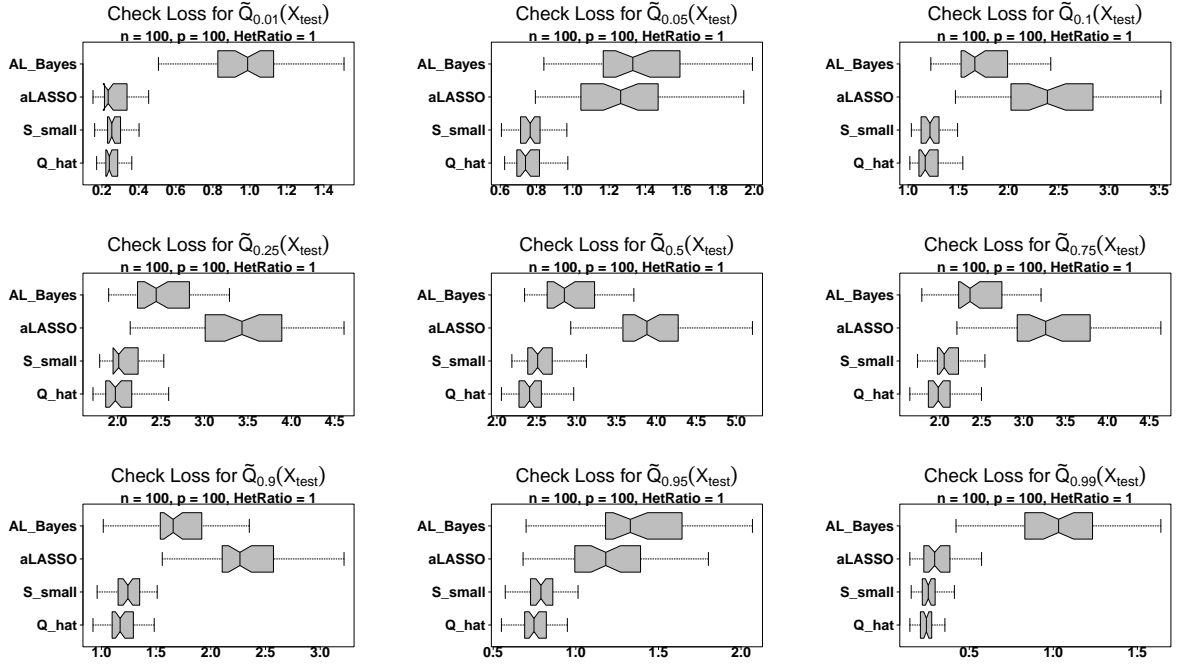 Check Loss for Q̃0.01(Xtest)
n = 100, p = 100, HetRatio = 1
AL_Bayes
aLASSO
S_small
Q_hat
0.2 0.4 0.6 0.8 1.0 1.2 1.4
Check Loss for Q̃0.05(Xtest)
n = 100, p = 100, HetRatio = 1
AL_Bayes
aLASSO
S_small
Q_hat
0.6 0.8 1.0 1.2 1.4 1.6 1.8 2.0
Check Loss for Q̃0.1(Xtest)
n = 100, p = 100, HetRatio = 1
AL_Bayes
aLASSO
S_small
Q_hat
1.0 1.5 2.0 2.5 3.0 3.5
Check Loss for Q̃0.25(Xtest)
n = 100, p = 100, HetRatio = 1
AL_Bayes
aLASSO
S_small
Q_hat
2.0 2.5 3.0 3.5 4.0 4.5
Check Loss for Q̃0.5(Xtest)
n = 100, p = 100, HetRatio = 1
AL_Bayes
aLASSO
S_small
Q_hat
2.0 2.5 3.0 3.5 4.0 4.5 5.0
Check Loss for Q̃0.75(Xtest)
n = 100, p = 100, HetRatio = 1
AL_Bayes
aLASSO
S_small
Q_hat
2.0 2.5 3.0 3.5 4.0 4.5
Check Loss for Q̃0.9(Xtest)
n = 100, p = 100, HetRatio = 1
AL_Bayes
aLASSO
S_small
Q_hat
1.0 1.5 2.0 2.5 3.0
Check Loss for Q̃0.95(Xtest)
n = 100, p = 100, HetRatio = 1
AL_Bayes
aLASSO
S_small
Q_hat
0.5 1.0 1.5 2.0
Check Loss for Q̃0.99(Xtest)
n = 100, p = 100, HetRatio = 1
AL_Bayes
aLASSO
S_small
Q_hat
0.5 1.0 1.5